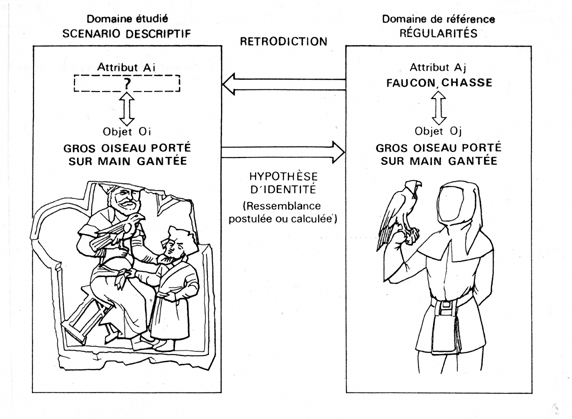 Domaine étudié
SCENARIO DESCRIPTIF
RETRODICTION
Domaine de référence
RÉGULARITÉS
Attribut Ai
?
Objet Oi
GROS OISEAU PORTÉ
SUR MAIN GANTÉE
HYPOTHÈSE
D'IDENTITÉ
(Ressemblance
postulée ou calculée)
Attribut Aj
FAUCON, CHASSE
Objet Oj
GROS OISEAU PORTÉ
SUR MAIN GANTÉE